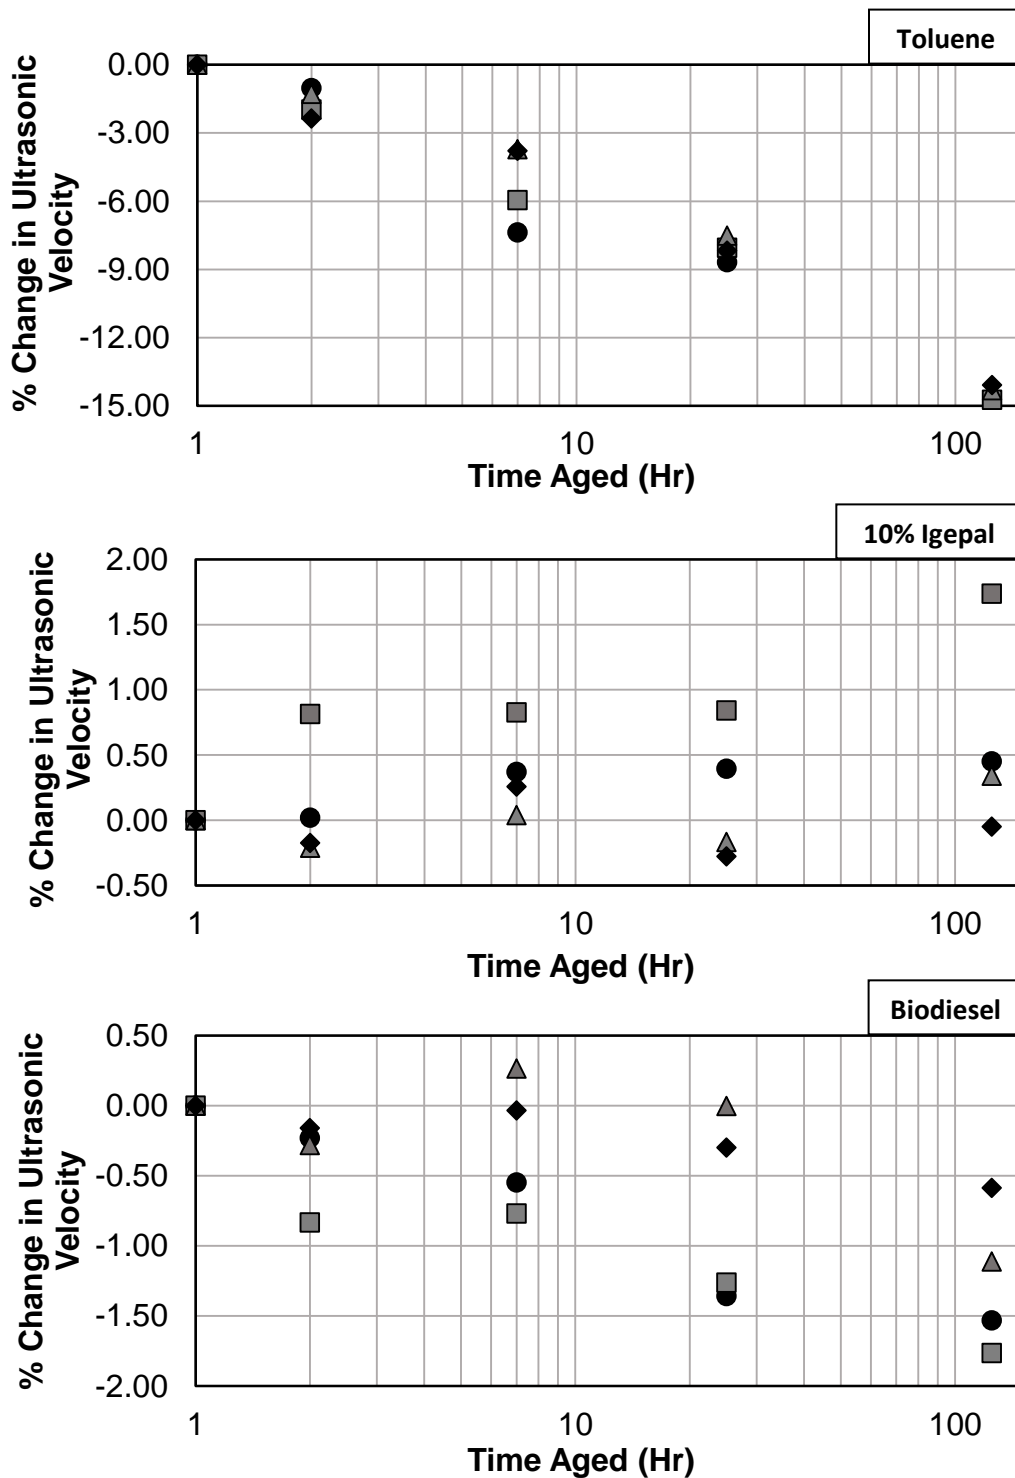 Toluene
0.00
-3.00
-6.00
-9.00
-12.00
-15.00
% Change in Ultrasonic
Velocity
1
10
100
Time Aged (Hr)
10% Igepal
2.00
1.50
1.00
0.50
0.00
-0.50
% Change in Ultrasonic
Velocity
1
10
100
Time Aged (Hr)
Biodiesel
0.50
0.00
-0.50
-1.00
-1.50
-2.00
% Change in Ultrasonic
Velocity
1
10
100
Time Aged (Hr)